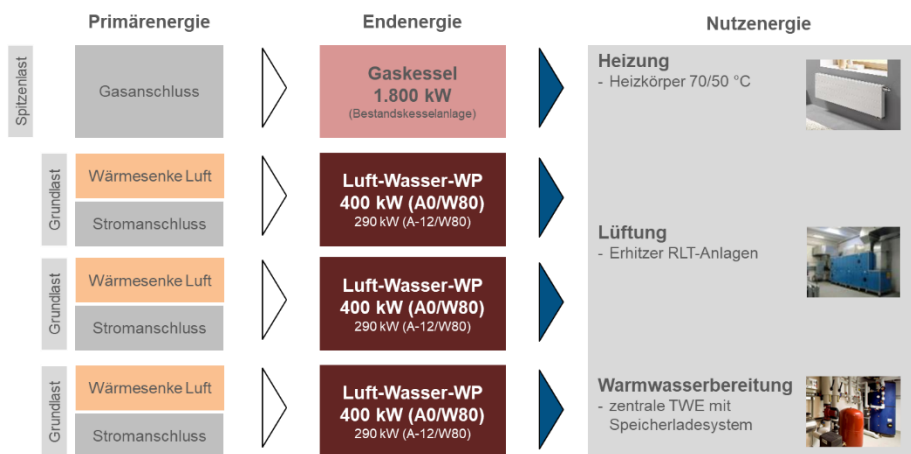 Primärenergie
Endenergie
Nutzenergie
Spitzenlast
Gasanschluss
Gaskessel
1.800 kW
(Bestandskesselanlage)
Heizung
- Heizkörper 70/50 °C
Grundlast
Wärmesenke Luft
Stromanschluss
Luft-Wasser-WP
400 kW (A0/W80)
290 kW (A-12/W80)
Lüftung
- Erhitzer RLT-Anlagen
Grundlast
Wärmesenke Luft
Stromanschluss
Luft-Wasser-WP
400 kW (A0/W80)
290 kW (A-12/W80)
Grundlast
Wärmesenke Luft
Stromanschluss
Luft-Wasser-WP
400 kW (A0/W80)
290 kW (A-12/W80)
Warmwasserbereitung
- zentrale TWE mit
Speicherladesystem